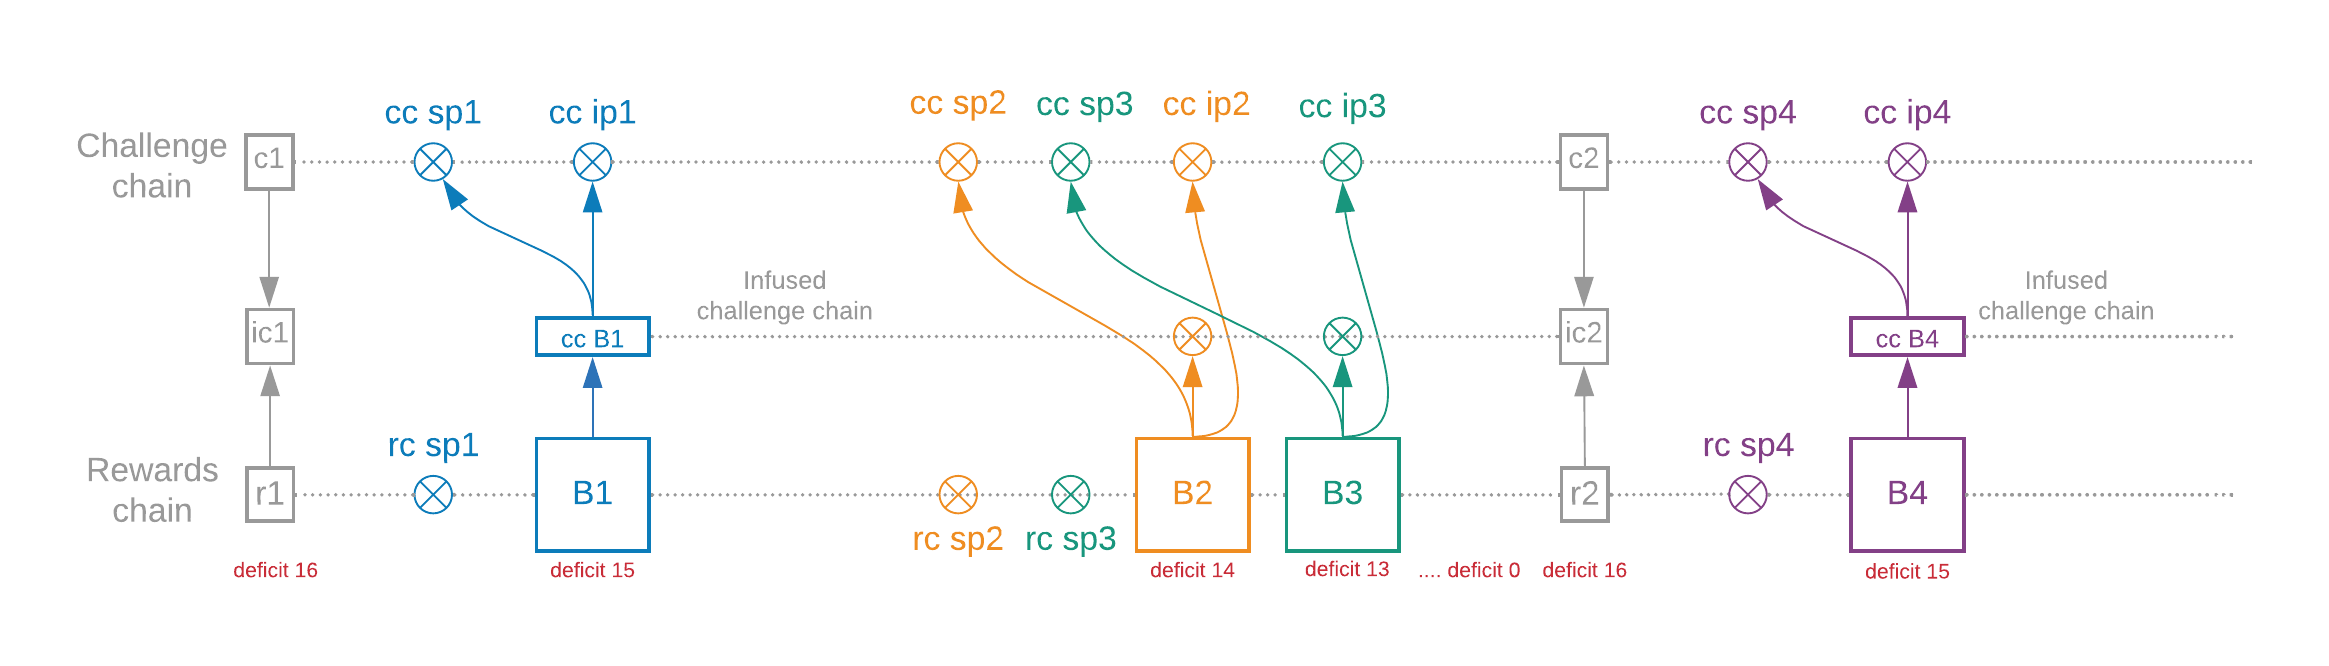 cc sp1
cc ip1
cc sp2
cc sp3
cc ip2
cc ip3
cc sp4
cc ip4
Challenge
chain
c1
c2
Infused
challenge chain
Infused
challenge chain
ic1
cc B1
ic2
cc B4
rc sp1
rc sp4
Rewards
chain
r1
B1
B2
B3
r2
B4
rc sp2
rc sp3
deficit 16
deficit 15
deficit 14
deficit 13
.... deficit 0
deficit 16
deficit 15